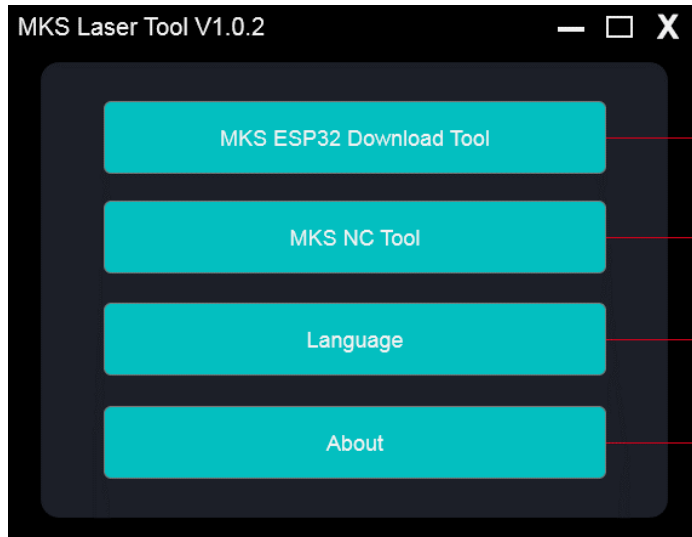 MKS Laser Tool V1.0.2
MKS ESP32 Download Tool
MKS NC Tool
Language
About